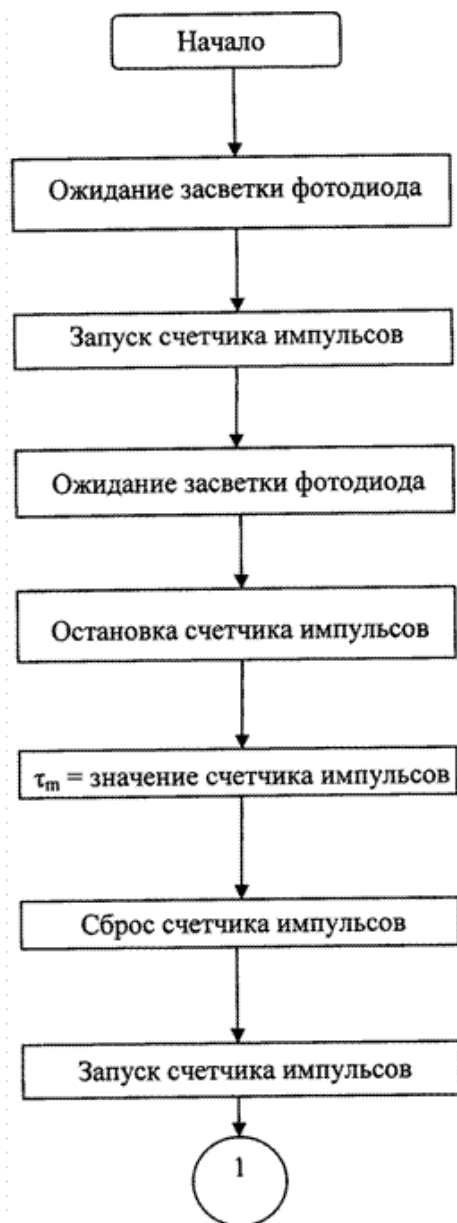 Начало
Ожидание засветки фотодиода
Запуск счетчика импульсов
Ожидание засветки фотодиода
Остановка счетчика импульсов
τm = значение счетчика импульсов
Сброс счетчика импульсов
Запуск счетчика импульсов
1